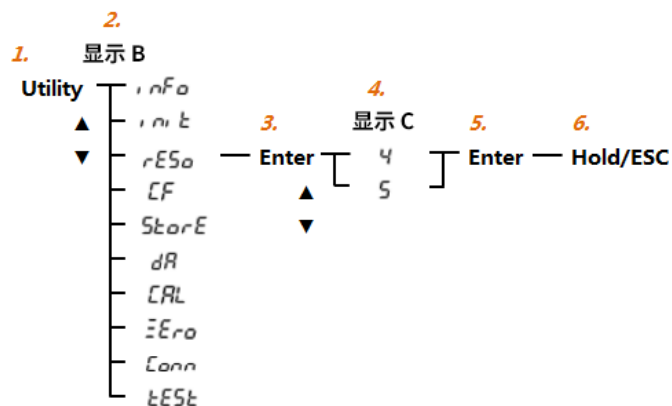 2.
显示 B
1.
Utility
inFo
4.
▲
init
3.
显示 C
5.
6.
▼
rESo
Enter
4
Enter
Hold/ESC
CF
▲
5
StorE
▼
dA
CAL
ZEro
Conn
tESt